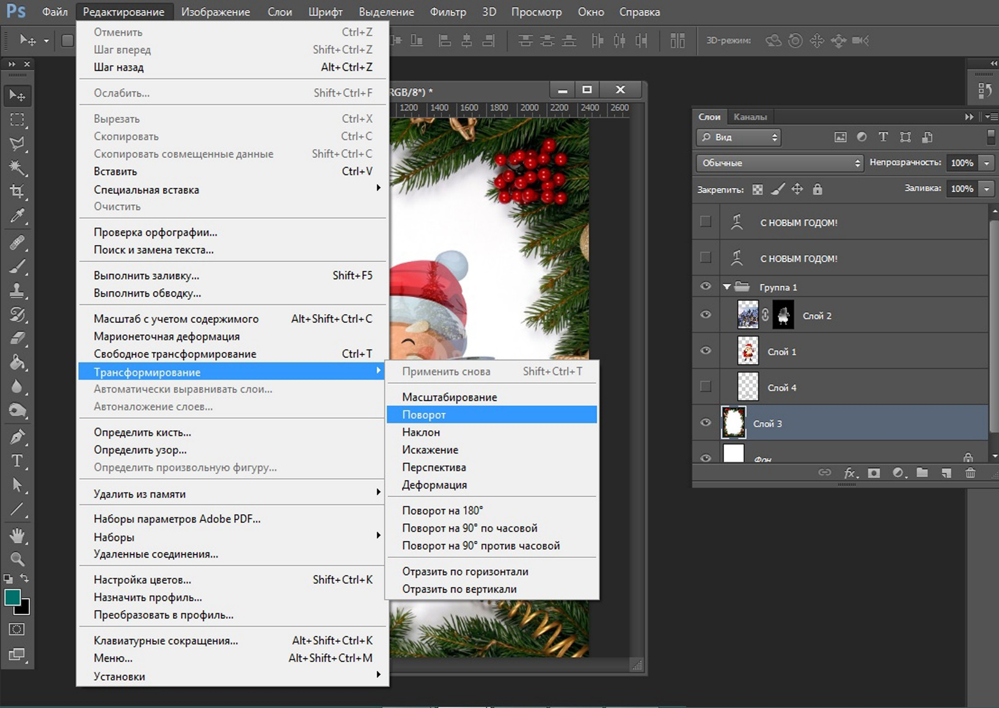 Ps Файл Редактирование Изображение Слои Шрифт Выделение Фильтр 3D Просмотр Окно Справка
3D-режим:
Отменить Ctrl+Z
Шаг вперед Shift+Ctrl+Z
Шаг назад Alt+Ctrl+Z
Ослабить... Shift+Ctrl+F
Вырезать Ctrl+X
Скопировать Ctrl+C
Скопировать совмещенные данные Shift+Ctrl+C
Вставить Ctrl+V
Специальная вставка
Очистить
Проверка орфографии...
Поиск и замена текста...
Выполнить заливку... Shift+F5
Выполнить обводку...
Масштаб с учетом содержимого Alt+Shift+Ctrl+C
Марионеточная деформация
Свободное трансформирование Ctrl+T
Трансформирование
Автоматически выравнивать слои...
Автоналожение слоев...
Определить кисть...
Определить узор...
Определить произвольную фигуру...
Удалить из памяти
Наборы параметров Adobe PDF...
Наборы
Удаленные соединения...
Настройка цветов... Shift+Ctrl+K
Назначить профиль...
Преобразовать в профиль...
Клавиатурные сокращения... Alt+Shift+Ctrl+K
Меню... Alt+Shift+Ctrl+M
Установки
RGB/8*) *
1200 1400 1600 1800 2000 2200 2400 2600
Применить снова Shift+Ctrl+T
Масштабирование
Поворот
Наклон
Искажение
Перспектива
Деформация
Поворот на 180°
Поворот на 90° по часовой
Поворот на 90° против часовой
Отразить по горизонтали
Отразить по вертикали
Слои Каналы
Вид
Обычные Непрозрачность: 100%
Закрепить: Заливка: 100%
С НОВЫМ ГОДОМ!
С НОВЫМ ГОДОМ!
Группа 1
Слой 2
Слой 1
Слой 4
Слой 3
Фон
fx